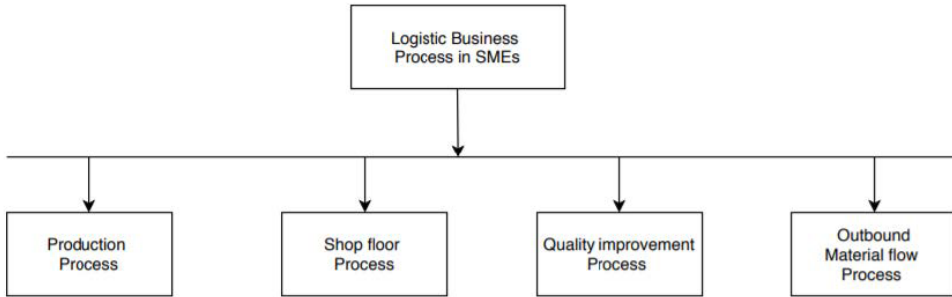 Logistic Business
Process in SMEs
Production
Process
Shop floor
Process
Quality improvement
Process
Outbound
Material flow
Process